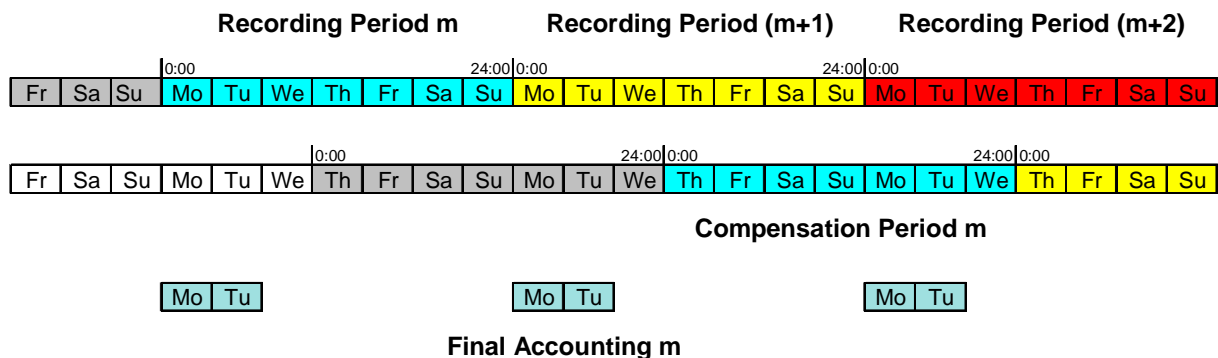 Recording Period m Recording Period (m+1) Recording Period (m+2)
0:00 24:00 0:00 24:00 0:00
Fr Sa Su Mo Tu We Th Fr Sa Su Mo Tu We Th Fr Sa Su Mo Tu We Th Fr Sa Su
0:00 24:00 0:00 24:00 0:00
Fr Sa Su Mo Tu We Th Fr Sa Su Mo Tu We Th Fr Sa Su Mo Tu We Th Fr Sa Su
Compensation Period m
Mo Tu Mo Tu Mo Tu
Final Accounting m